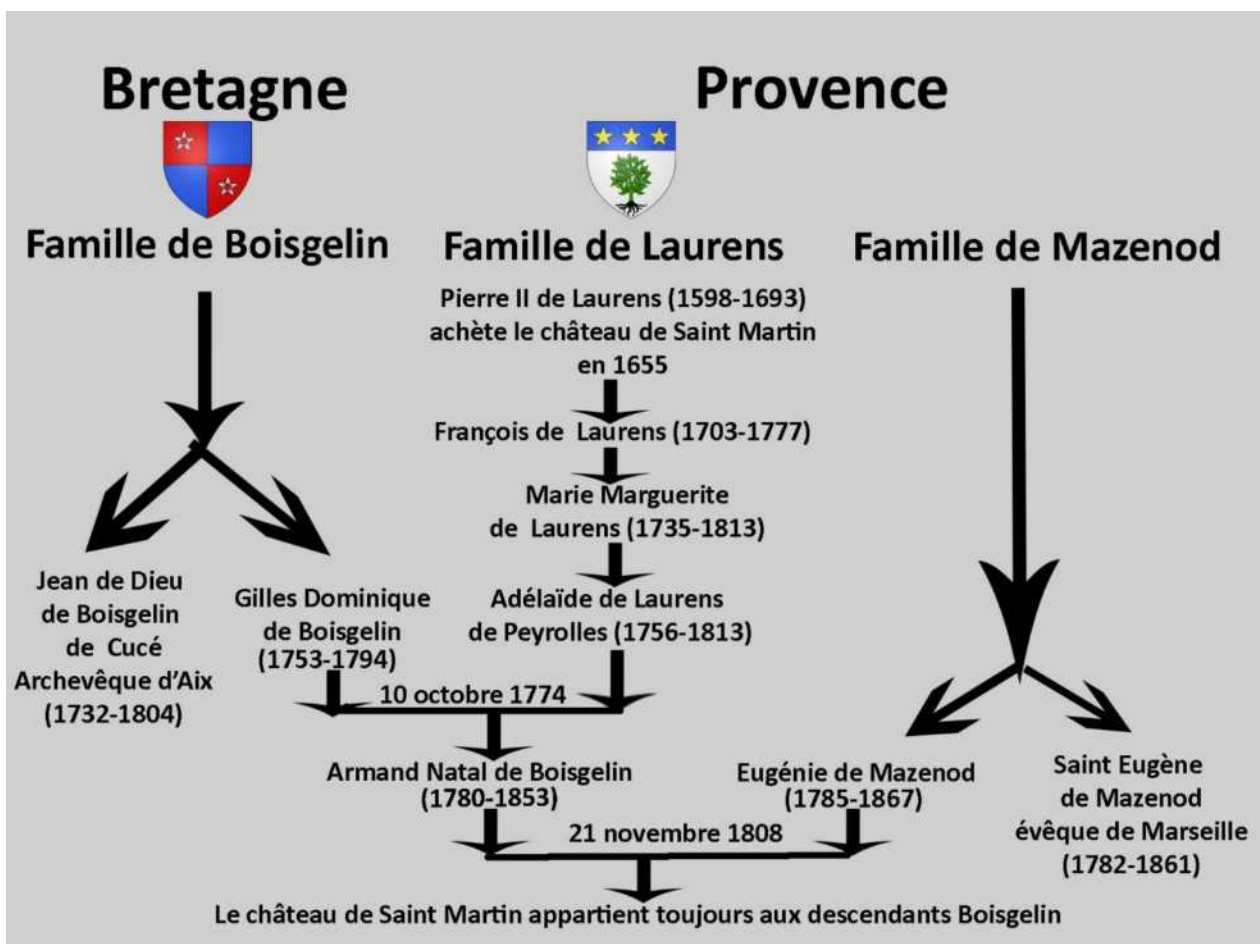 Bretagne
Provence
Famille de Boisgelin
Famille de Laurens
Famille de Mazenod
Pierre II de Laurens (1598-1693)
achète le château de Saint Martin
en 1655
François de Laurens (1703-1777)
Marie Marguerite
de Laurens (1735-1813)
Jean de Dieu
de Boisgelin
de Cucé
Archevêque d'Aix
(1732-1804)
Gilles Dominique
de Boisgelin
(1753-1794)
Adélaïde de Laurens
de Peyrolles (1756-1813)
10 octobre 1774
Armand Natal de Boisgelin
(1780-1853)
Eugénie de Mazenod
(1785-1867)
Saint Eugène
de Mazenod
évêque de Marseille
(1782-1861)
21 novembre 1808
Le château de Saint Martin appartient toujours aux descendants Boisgelin